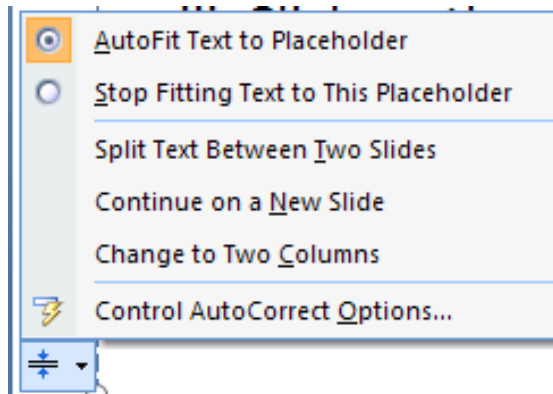 AutoFit Text to Placeholder
Stop Fitting Text to This Placeholder
Split Text Between Two Slides
Continue on a New Slide
Change to Two Columns
Control AutoCorrect Options...